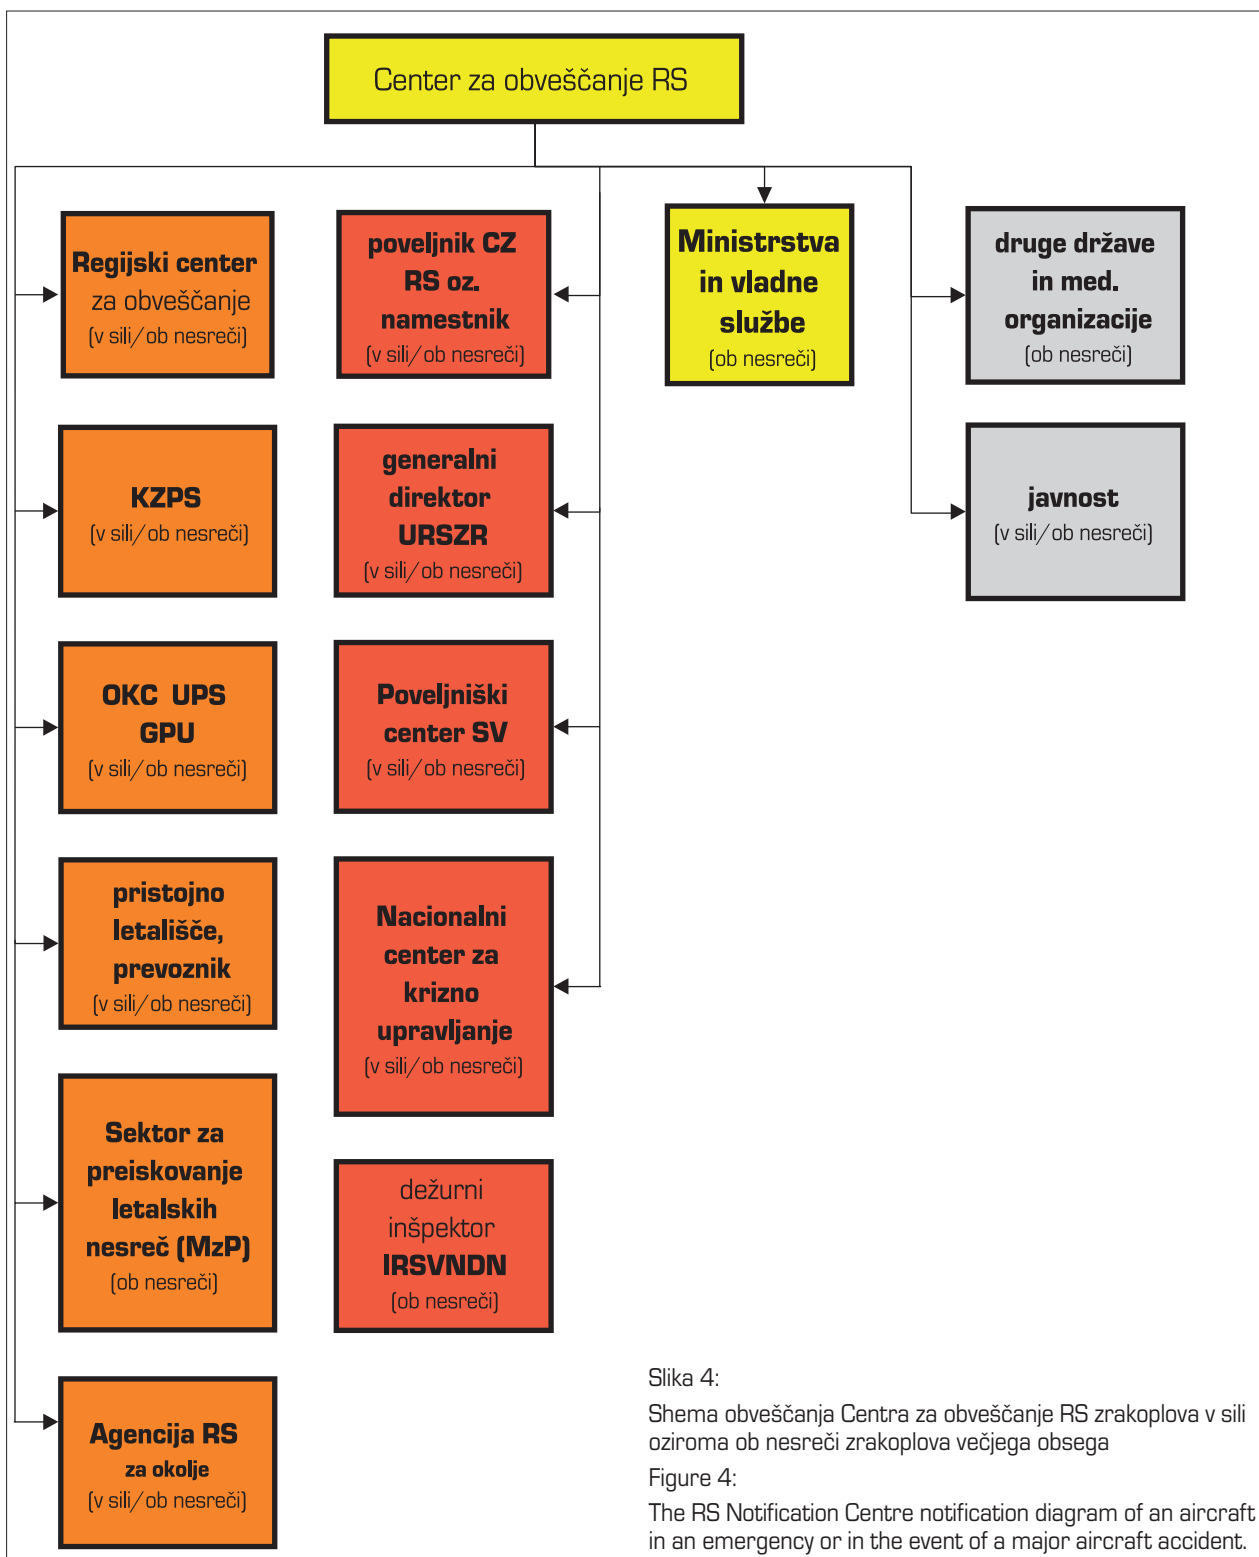 Center za obveščanje RS
Regijski center
za obveščanje
(v sili/ob nesreči)
KZPS
(v sili/ob nesreči)
OKC UPS
GPU
(v sili/ob nesreči)
pristojno
letališče,
prevoznik
(v sili/ob nesreči)
Sektor za
preiskovanje
letalskih
nesreč (MzP)
(ob nesreči)
Agencija RS
za okolje
(v sili/ob nesreči)
poveljnik CZ
RS oz.
namestnik
(v sili/ob nesreči)
generalni
direktor
URSZR
(v sili/ob nesreči)
Poveljniški
center SV
(v sili/ob nesreči)
Nacionalni
center za
krizno
upravljanje
(v sili/ob nesreči)
dežurni
inšpektor
IRSVNDN
(ob nesreči)
Ministrstva
in vladne
službe
(ob nesreči)
druge države
in med.
organizacije
(ob nesreči)
javnost
(v sili/ob nesreči)
Slika 4:
Shema obveščanja Centra za obveščanje RS zrakoplova v sili
oziroma ob nesreči zrakoplova večjega obsega
Figure 4:
The RS Notification Centre notification diagram of an aircraft
in an emergency or in the event of a major aircraft accident.